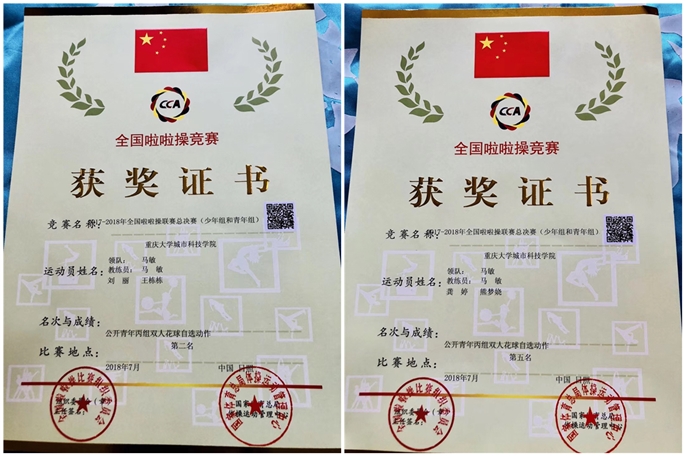 CCA
全国啦啦操竞赛
获奖证书
竞赛名称：2017-2018年全国啦啦操联赛总决赛（少年组和青年组）
重庆大学城市科技学院
领队： 马敏
运动员姓名：
教练员： 马 敏
刘 丽 王栋栋
名次与成绩：
公开青年丙组双人花球自选动作
第二名
比赛地点：
2018年7月 中国·日照
CCA
全国啦啦操竞赛
获奖证书
竞赛名称：2017-2018年全国啦啦操联赛总决赛（少年组和青年组）
重庆大学城市科技学院
领队： 马敏
运动员姓名：
教练员： 马 敏
龚 婷 熊梦娆
名次与成绩：
公开青年丙组双人花球自选动作
第五名
比赛地点：
2018年7月 中国·日照